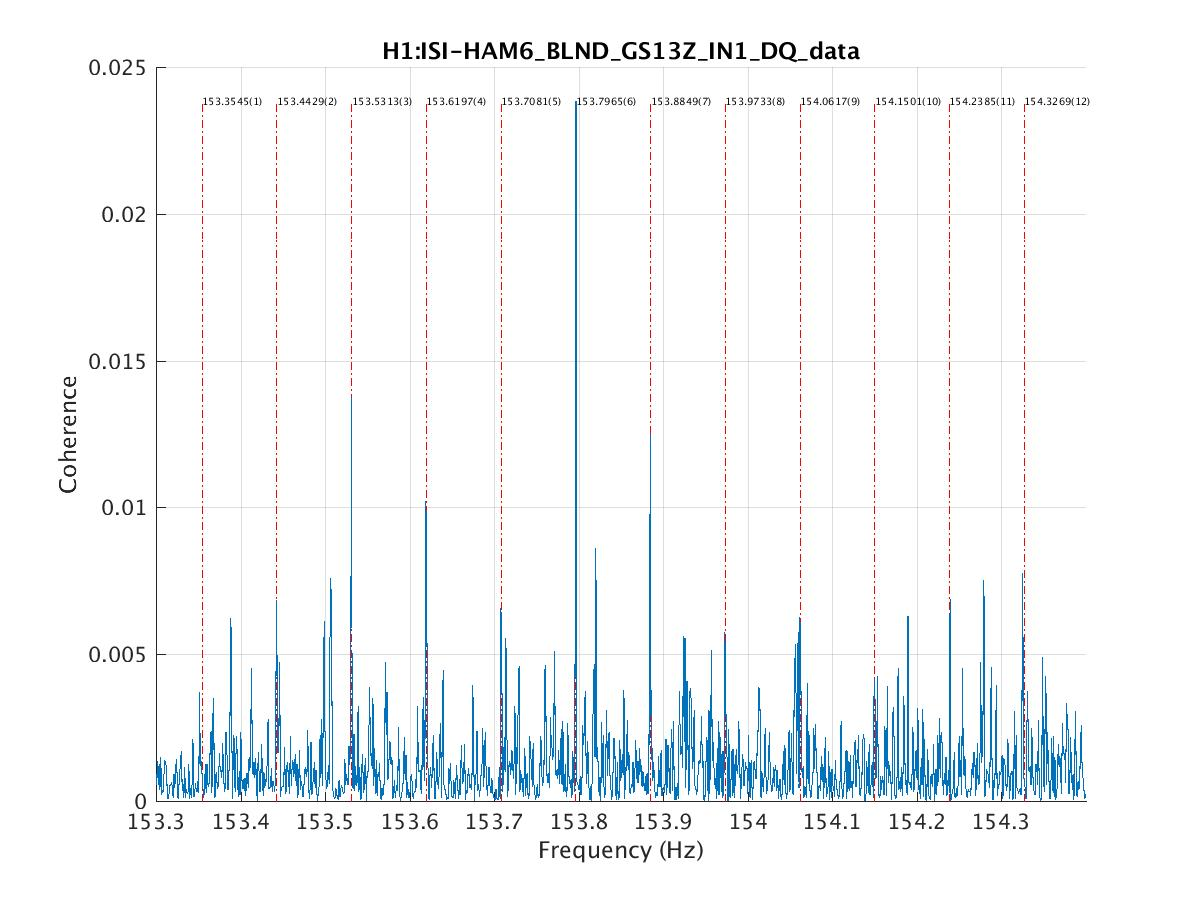 H1:ISI-HAM6_BLND_GS13Z_IN1_DQ_data
0.025
153.3545(1) 153.4429(2) 153.5313(3) 153.6197(4) 153.7081(5) 153.7965(6) 153.8849(7) 153.9733(8) 154.0617(9) 154.1501(10) 154.2385(11) 154.3269(12)
0.02
0.015
Coherence
0.01
0.005
0
153.3 153.4 153.5 153.6 153.7 153.8 153.9 154 154.1 154.2 154.3
Frequency (Hz)